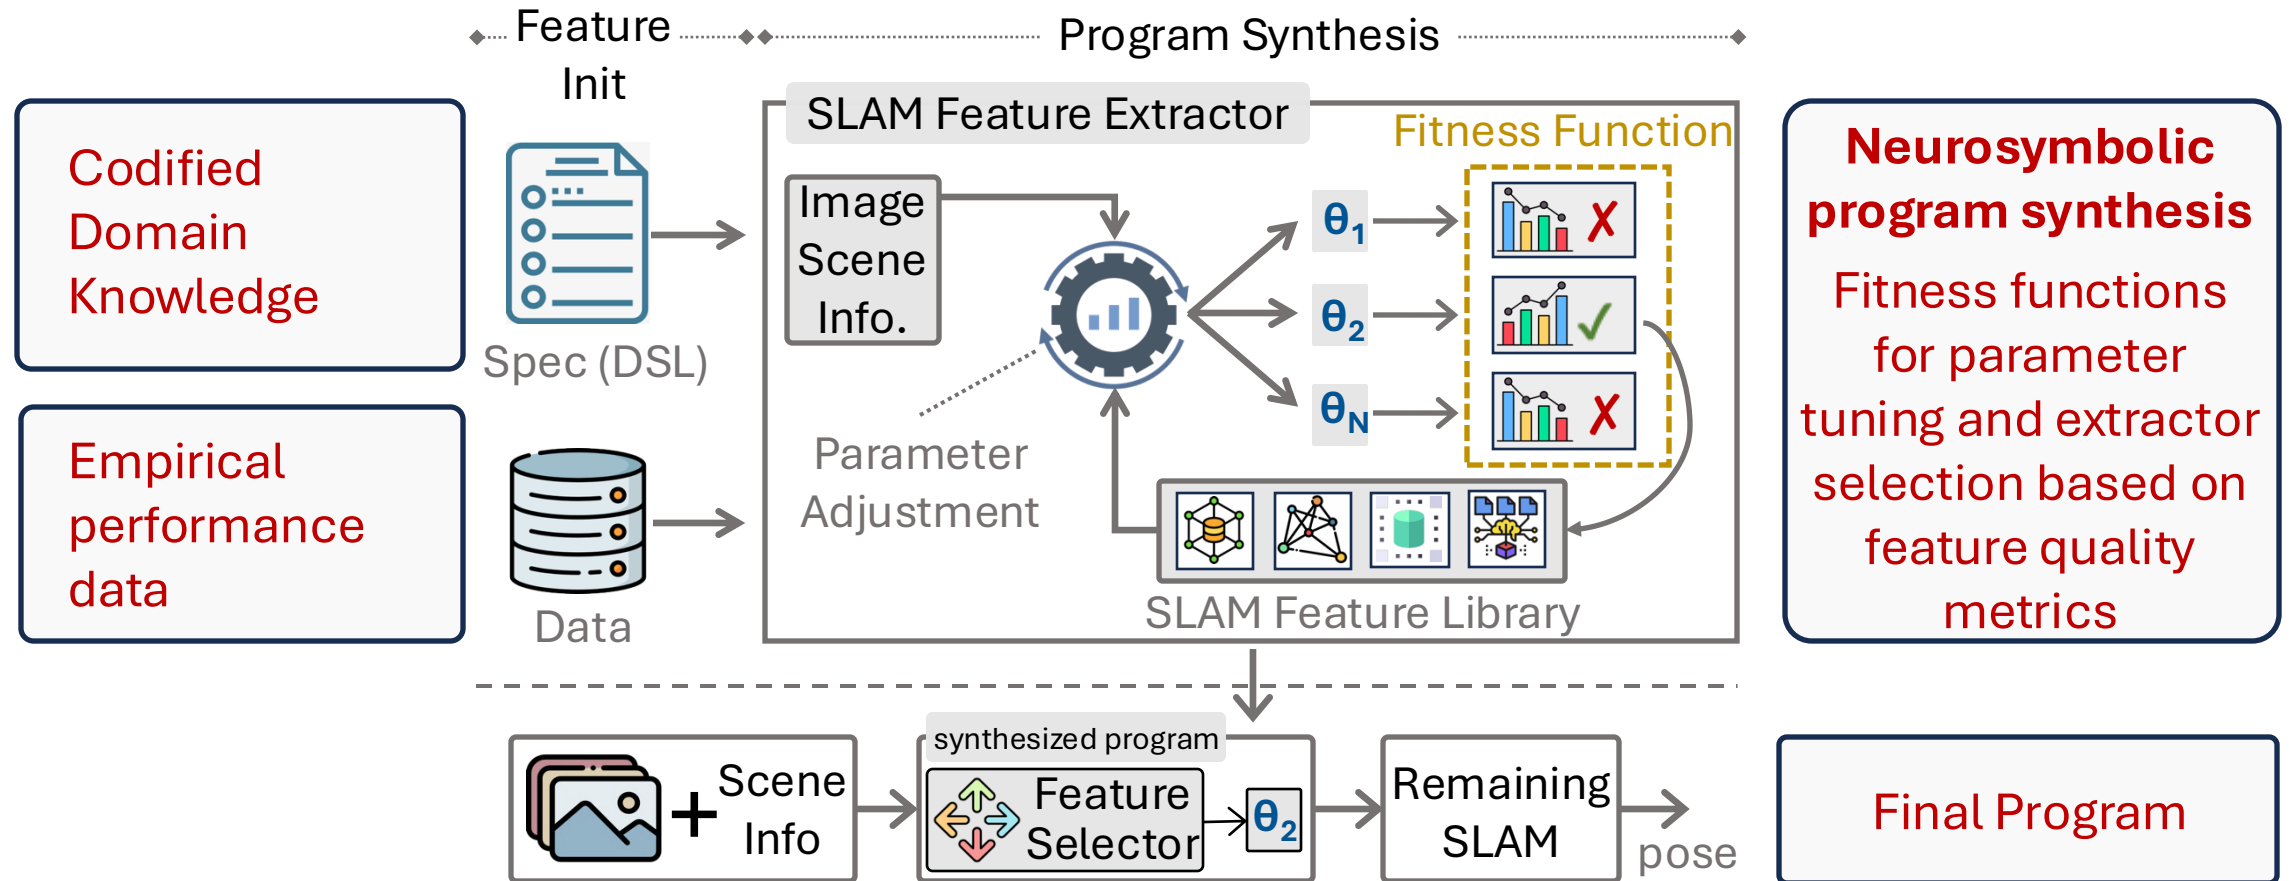 Feature
Init
Program Synthesis
Codified
Domain
Knowledge
Empirical
performance
data
Spec (DSL)
Data
SLAM Feature Extractor
Fitness Function
Image
Scene
Info.
θ1
θ2
θN
✗
✓
✗
Parameter
Adjustment
SLAM Feature Library
Neurosymbolic
program synthesis
Fitness functions
for parameter
tuning and extractor
selection based on
feature quality
metrics
+
Scene
Info
synthesized program
Feature
Selector
θ2
Remaining
SLAM
pose
Final Program